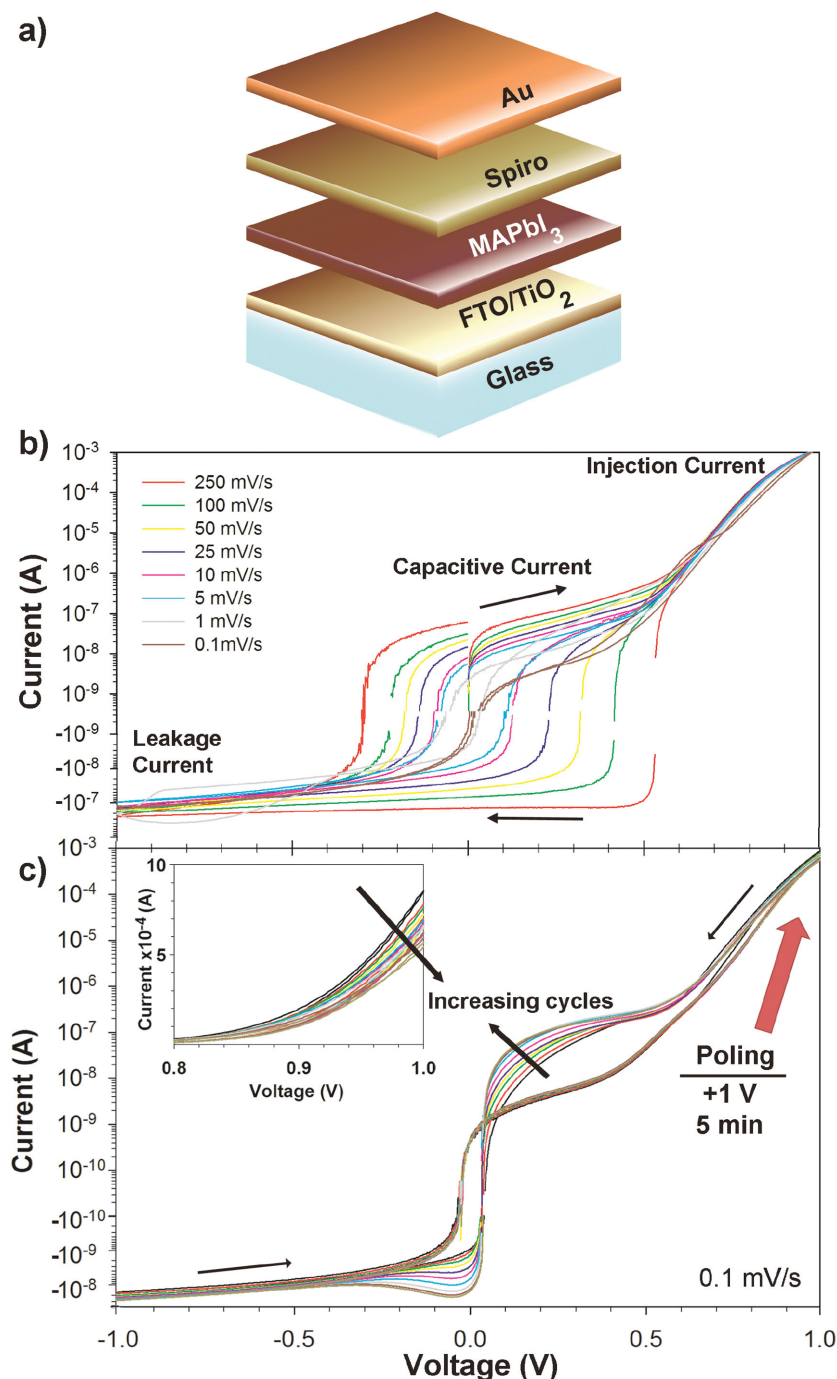 a)
Au
Spiro
MAPbI3
FTO/TiO2
Glass
b)
10-3
10-4
10-5
10-6
10-7
10-8
10-9
-10-9
-10-8
-10-7
Current (A)
250 mV/s
100 mV/s
50 mV/s
25 mV/s
10 mV/s
5 mV/s
1 mV/s
0.1mV/s
Injection Current
Capacitive Current
Leakage
Current
c)
10-3
10-4
10-5
10-6
10-7
10-8
10-9
10-10
-10-10
-10-9
-10-8
Current (A)
10
5
Current x10-4 (A)
0.8
0.9
1.0
Voltage (V)
Increasing cycles
Poling
+1 V
5 min
0.1 mV/s
-1.0
-0.5
0.0
0.5
1.0
Voltage (V)